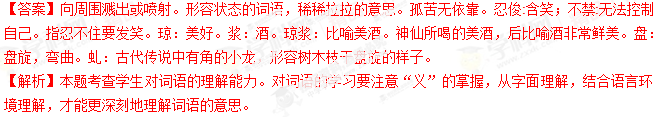 【答案】向周围溅出或喷射。形容状态的词语，稀稀拉拉的意思。孤苦无依靠。忍俊:含笑；不禁:无法控制
自己。指忍不住要发笑。琼：美好。浆：酒。琼浆：比喻美酒。神仙所喝的美酒，后比喻酒非常鲜美。盘：
盘旋，弯曲。虬：古代传说中有角的小龙。形容树木枝干盘绕的样子。
【解析】本题考查学生对词语的理解能力。对词语的学习要注意“义”的掌握，从字面理解，结合语言环
境理解，才能更深刻地理解词语的意思。